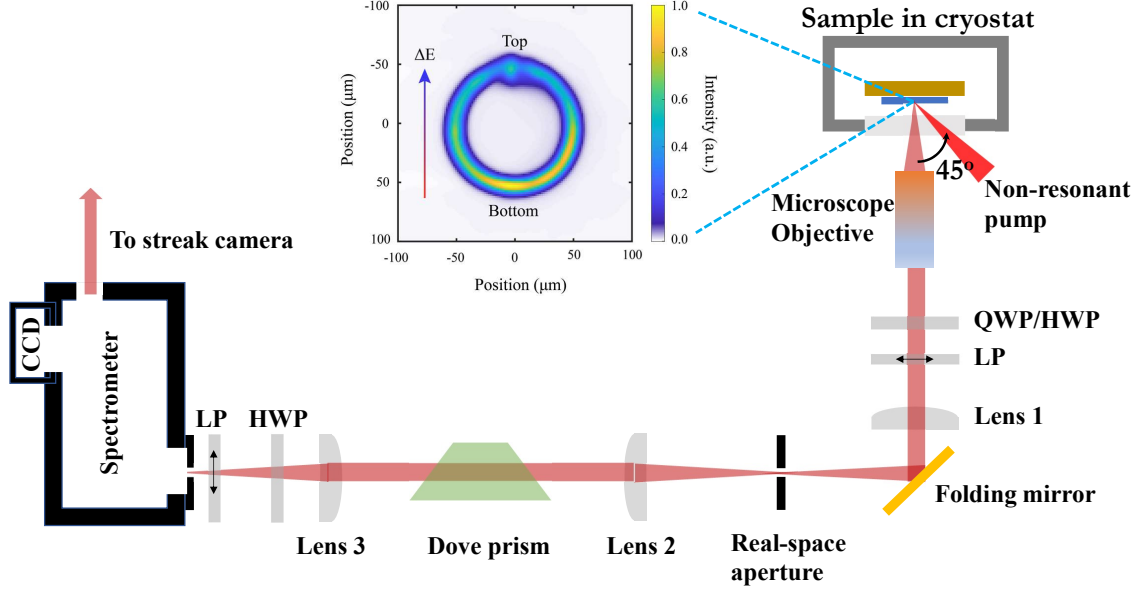 -100
-50
0
50
100
Position (μm)
ΔE
Top
Bottom
-100
-50
0
50
100
Position (μm)
1.0
0.8
0.6
0.4
0.2
0.0
Intensity (a.u.)
Sample in cryostat
45°
Non-resonant
pump
Microscope
Objective
QWP/HWP
LP
Lens 1
Folding mirror
To streak camera
CCD
Spectrometer
LP
HWP
Lens 3
Dove prism
Lens 2
Real-space
aperture